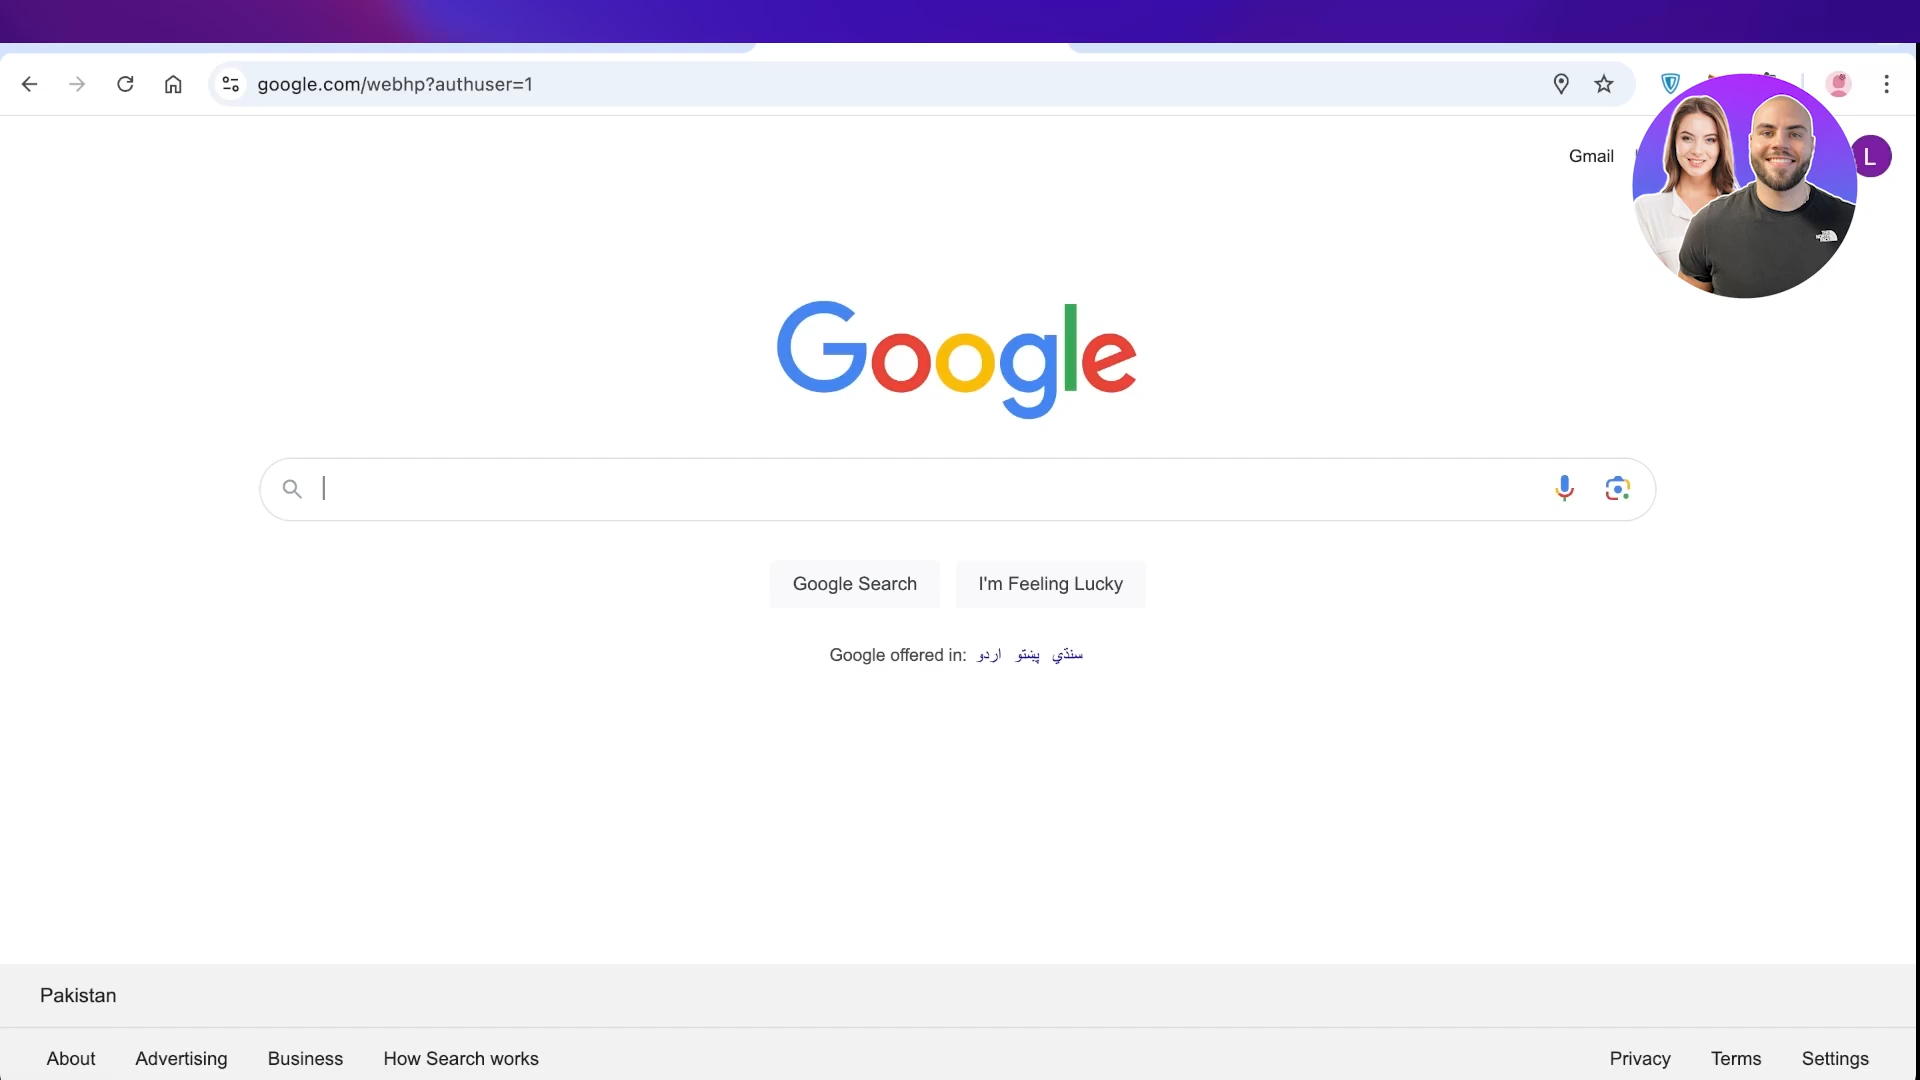 google.com/webhp?authuser=1
Gmail
L
Google
Google Search
I'm Feeling Lucky
Google offered in: اردو پښتو سنڌي
Pakistan
About Advertising Business How Search works
Privacy Terms Settings